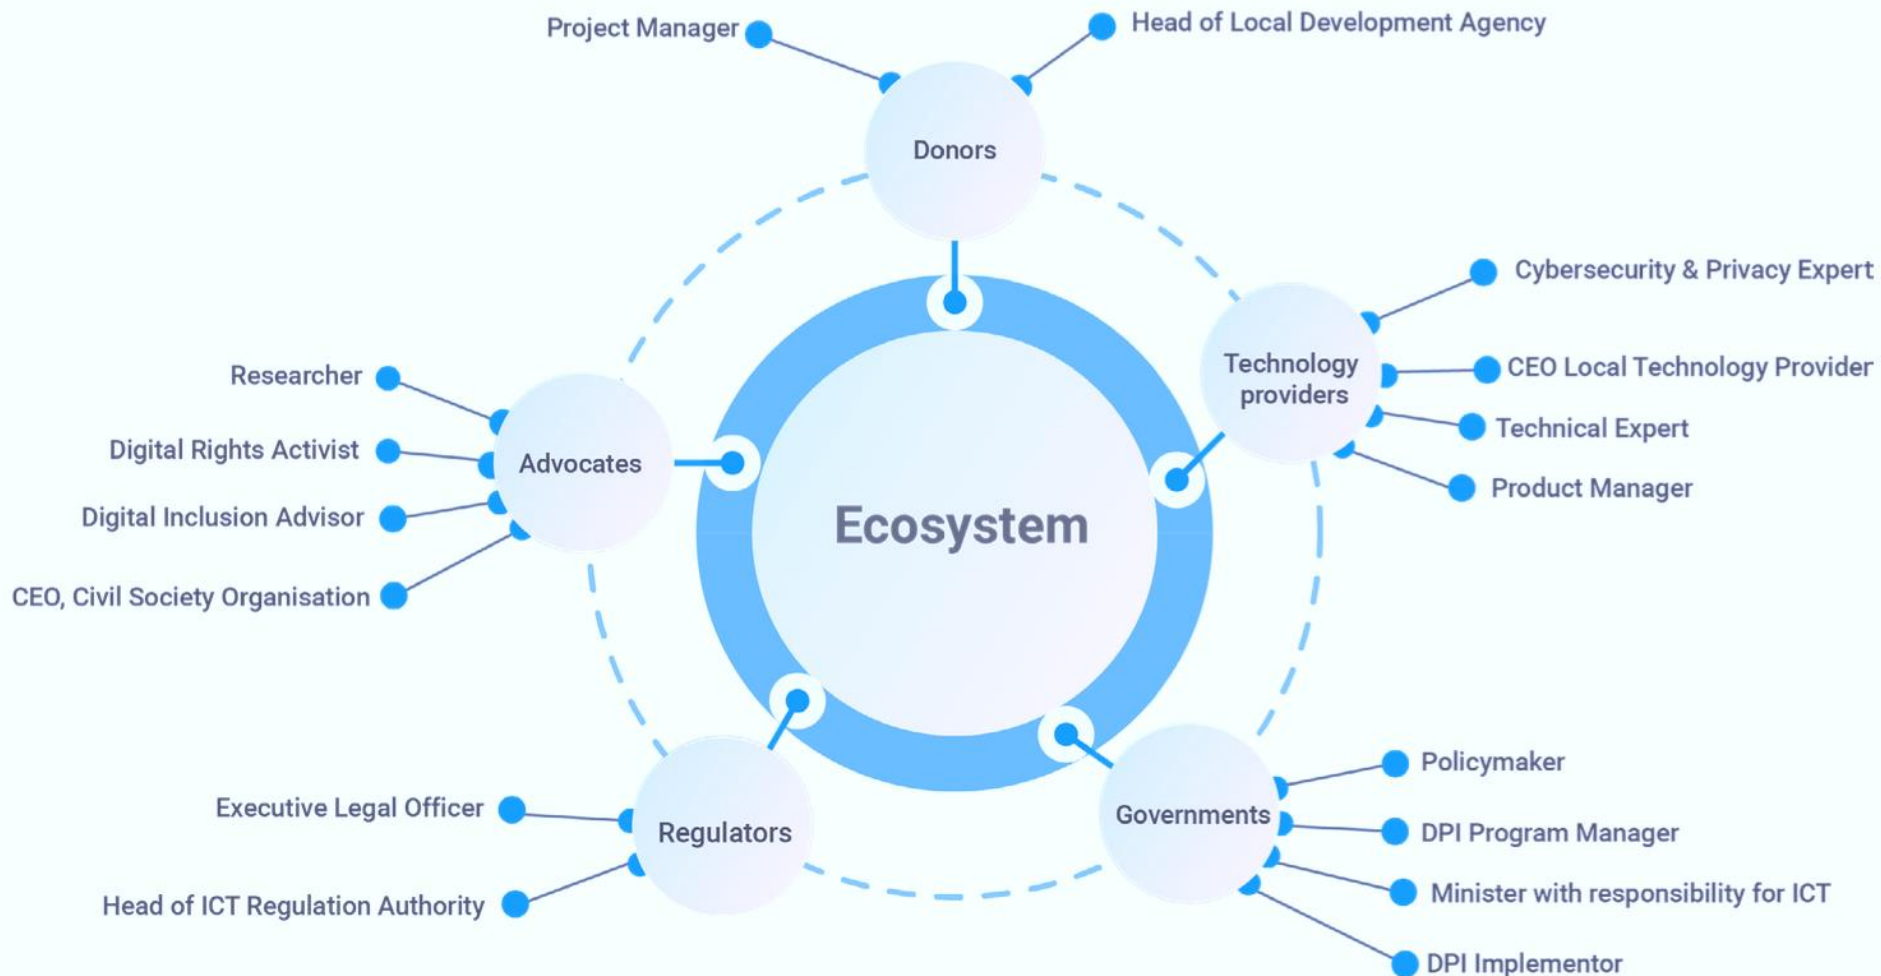 Project Manager
Head of Local Development Agency
Donors
Cybersecurity & Privacy Expert
Technology
providers
CEO Local Technology Provider
Technical Expert
Product Manager
Researcher
Digital Rights Activist
Advocates
Digital Inclusion Advisor
CEO, Civil Society Organisation
Ecosystem
Executive Legal Officer
Regulators
Head of ICT Regulation Authority
Policymaker
Governments
DPI Program Manager
Minister with responsibility for ICT
DPI Implementor